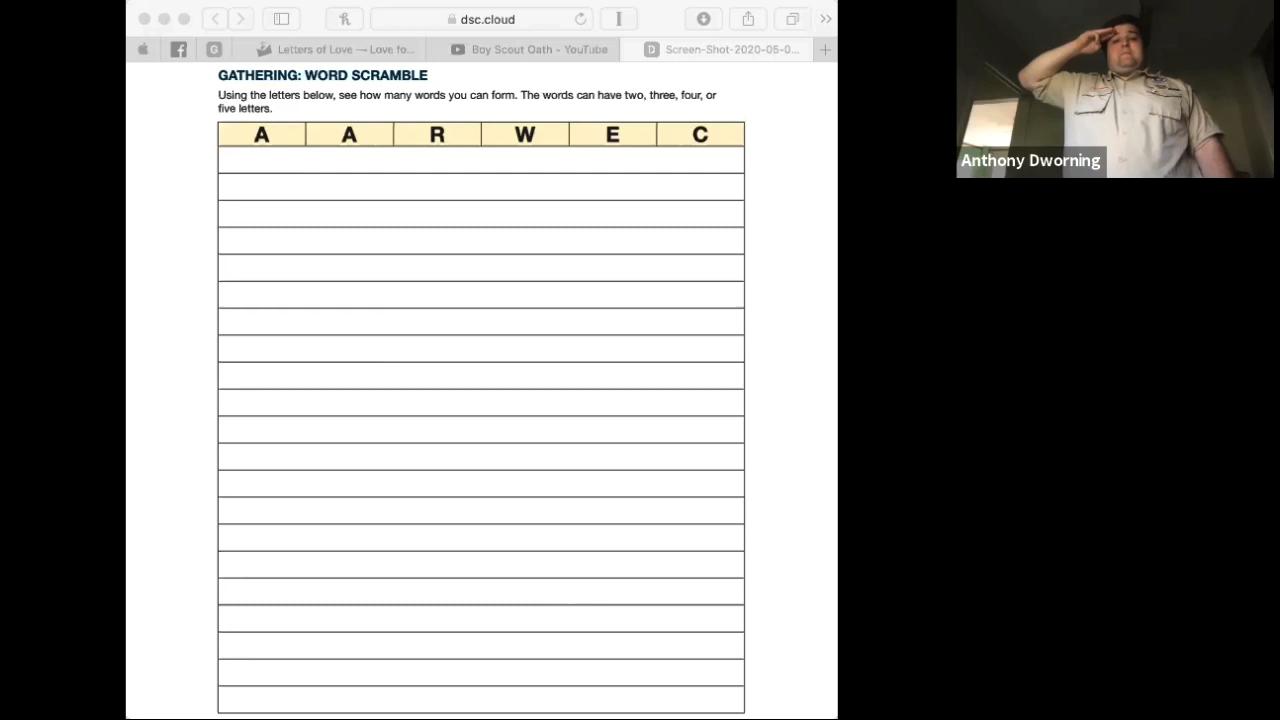 dsc.cloud
Letters of Love — Love fo...
Boy Scout Oath - YouTube
Screen-Shot-2020-05-0...
GATHERING: WORD SCRAMBLE
Using the letters below, see how many words you can form. The words can have two, three, four, or
five letters.
A A R W E C
Anthony Dworning